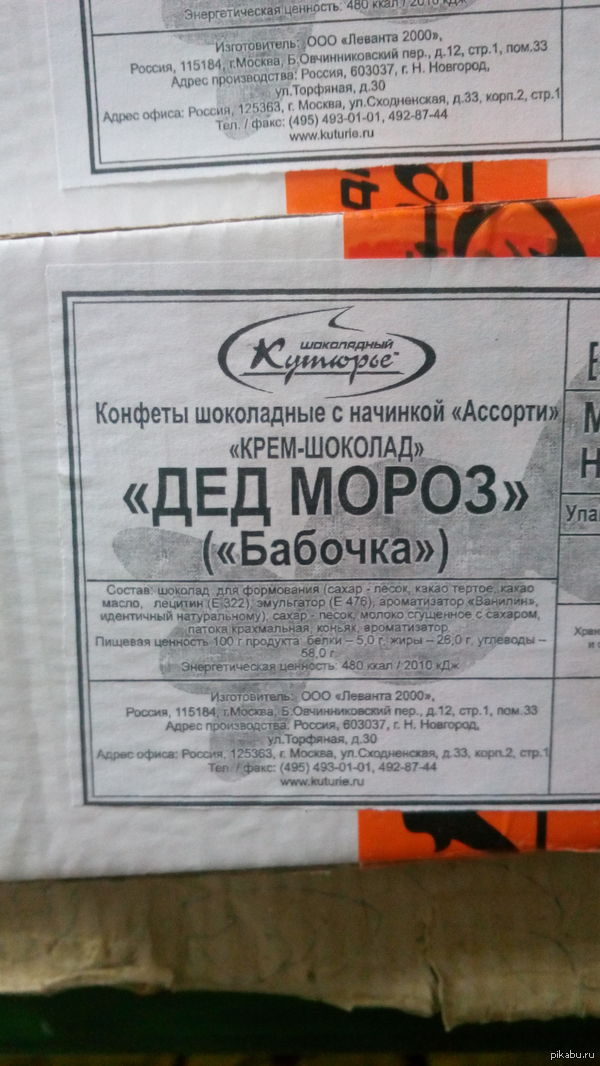 Энергетическая ценность: 480 ккал / 2010 кДж
Изготовитель: ООО «Леванта 2000»,
Россия, 115184, г.Москва, Б.Овчинниковский пер., д.12, стр.1, пом.33
Адрес производства: Россия, 603037, г. Н. Новгород,
ул.Торфяная, д.30
Адрес офиса: Россия, 125363, г. Москва, ул.Сходненская, д.33, корп.2, стр.1
Тел. / факс: (495) 493-01-01, 492-87-44
www.kuturie.ru
шоколадный
Кутюрье™
Конфеты шоколадные с начинкой «Ассорти»
«КРЕМ-ШОКОЛАД»
«ДЕД МОРОЗ»
(«Бабочка»)
Состав: шоколад для формования (сахар - песок, какао тертое, какао
масло, лецитин (Е 322), эмульгатор (Е 476), ароматизатор «Ванилин»,
идентичный натуральному), сахар - песок, молоко сгущенное с сахаром,
патока крахмальная, коньяк, ароматизатор.
Пищевая ценность 100 г продукта: белки – 5,0 г, жиры – 26,0 г, углеводы –
58,0 г.
Энергетическая ценность: 480 ккал / 2010 кДж
Изготовитель: ООО «Леванта 2000»,
Россия, 115184, г.Москва, Б.Овчинниковский пер., д.12, стр.1, пом.33
Адрес производства: Россия, 603037, г. Н. Новгород,
ул.Торфяная, д.30
Адрес офиса: Россия, 125363, г. Москва, ул.Сходненская, д.33, корп.2, стр.1
Тел. / факс: (495) 493-01-01, 492-87-44
www.kuturie.ru
pikabu.ru